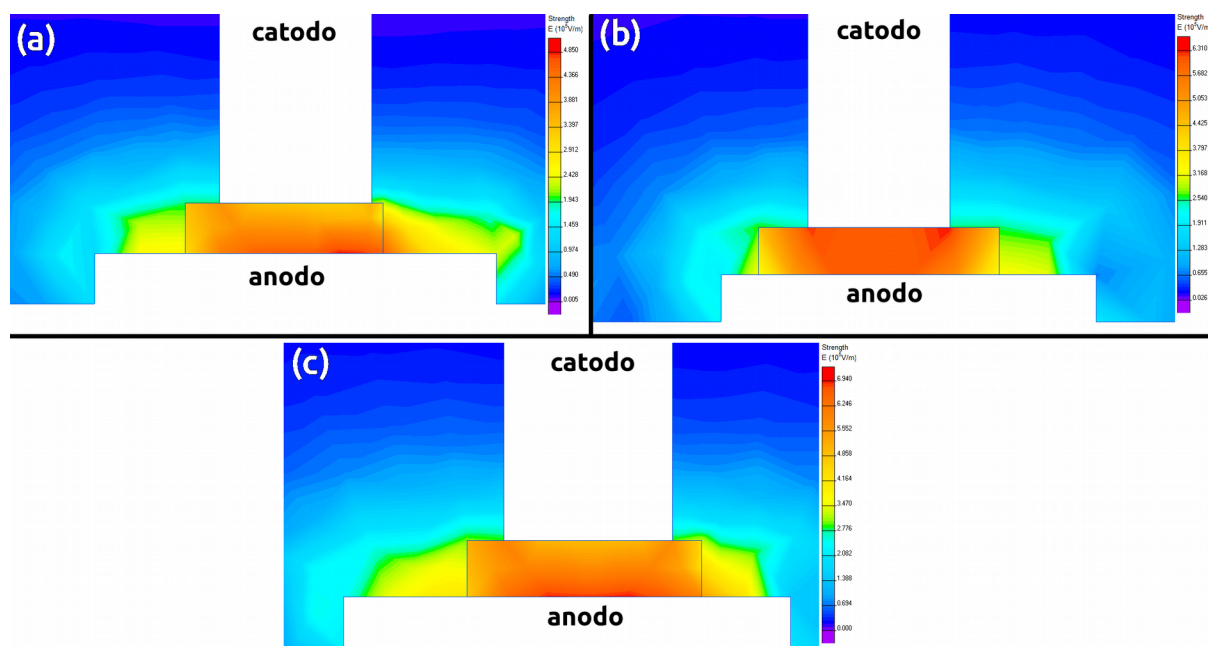 (a)
catodo
anodo
Strength
E (10⁵V/m)
4.850
4.366
3.881
3.397
2.912
2.428
1.943
1.459
0.974
0.490
0.005
(b)
catodo
anodo
Strength
E (10⁵V/m)
6.310
5.682
5.053
4.425
3.797
3.168
2.540
1.911
1.283
0.655
0.026
(c)
catodo
anodo
Strength
E (10⁵V/m)
6.940
6.246
5.552
4.858
4.164
3.470
2.776
2.082
1.388
0.694
0.000